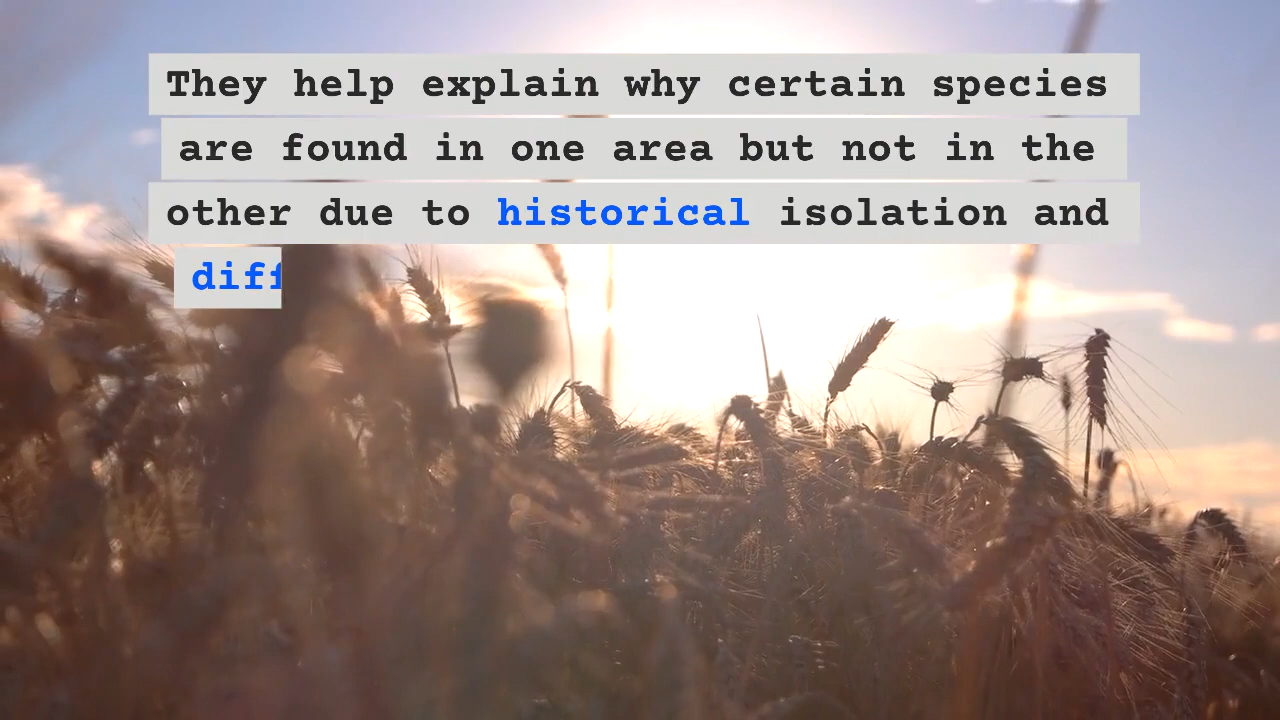 They help explain why certain species
are found in one area but not in the
other due to historical isolation and
diff